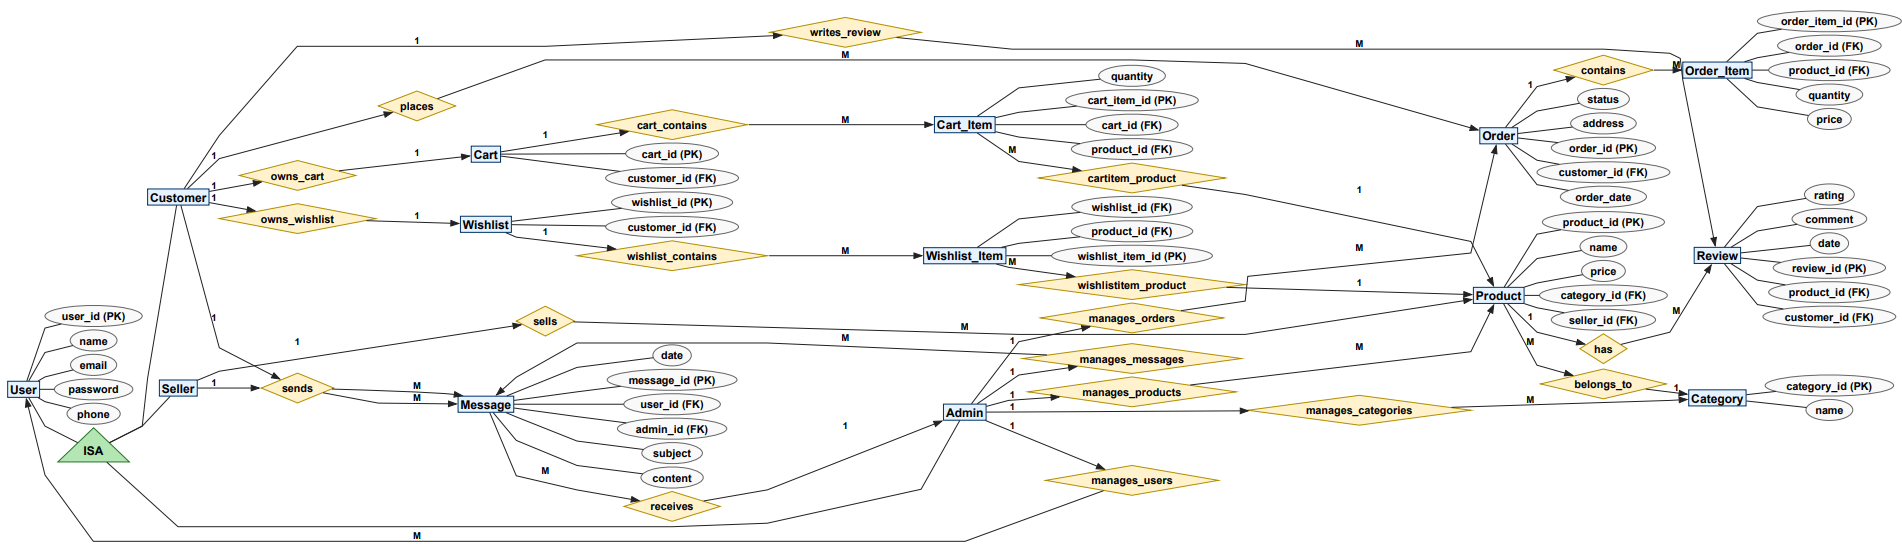 order_item_id (PK)
writes_review
1
order_id (FK)
M
M
contains
M
Order_Item
product_id (FK)
quantity
1
quantity
status
cart_item_id (PK)
places
price
address
cart_contains
M
Cart_Item
cart_id (FK)
1
Order
order_id (PK)
product_id (FK)
M
1
1
Cart
cart_id (PK)
customer_id (FK)
owns_cart
customer_id (FK)
cartitem_product
1
order_date
rating
1
Customer
1
wishlist_id (PK)
wishlist_id (FK)
product_id (PK)
comment
owns_wishlist
1
Wishlist
customer_id (FK)
1
product_id (FK)
name
date
M
wishlist_contains
M
Wishlist_Item
wishlist_item_id (PK)
M
Review
price
review_id (PK)
wishlistitem_product
1
Product
category_id (FK)
product_id (FK)
user_id (PK)
1
sells
M
manages_orders
1
seller_id (FK)
M
customer_id (FK)
name
1
M
1
M
M
has
date
manages_messages
email
1
message_id (PK)
belongs_to
User
password
Seller
1
sends
M
M
Message
user_id (FK)
1
manages_products
1
category_id (PK)
Category
phone
Admin
1
manages_categories
M
name
admin_id (FK)
1
1
ISA
subject
M
content
manages_users
receives
M